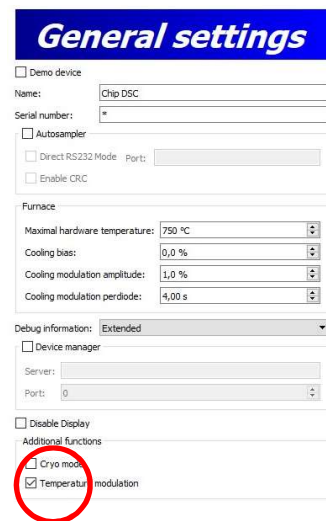 General settings
Demo device
Name: Chip DSC
Serial number: *
Autosampler
Direct RS232 Mode Port:
Enable CRC
Furnace
Maximal hardware temperature: 750 °C
Cooling bias: 0,0 %
Cooling modulation amplitude: 1,0 %
Cooling modulation perdiode: 4,00 s
Debug information: Extended
Device manager
Server:
Port: 0
Disable Display
Additional functions
Cryo mode
Temperature modulation